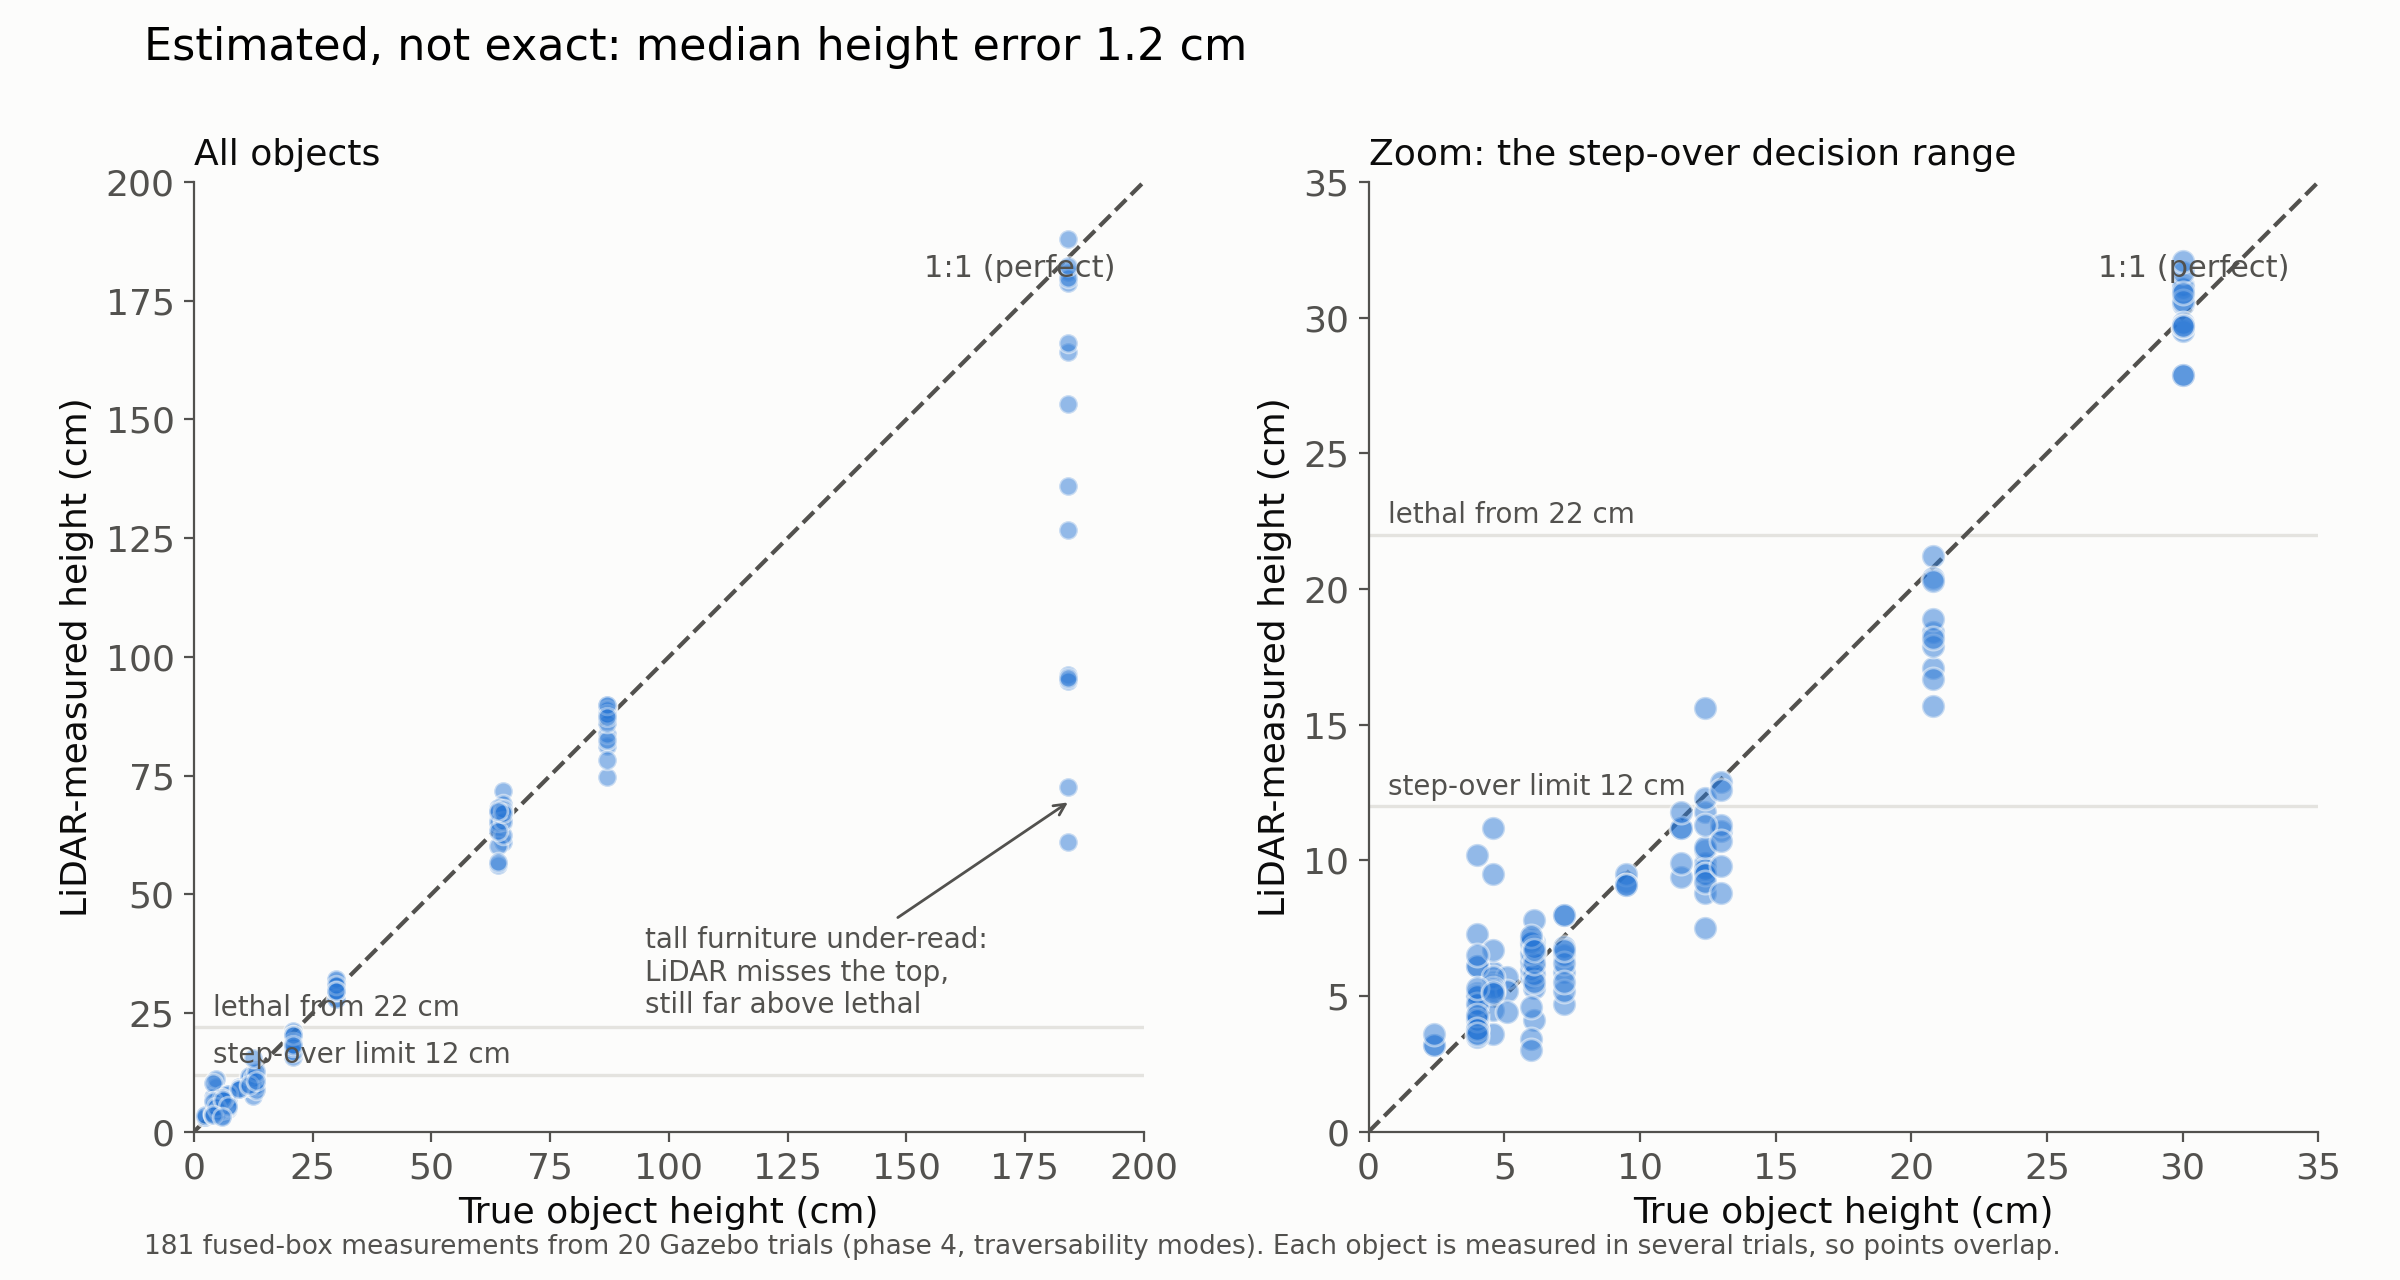 Estimated, not exact: median height error 1.2 cm
All objects
200
175
150
125
100
75
50
25
0
LiDAR-measured height (cm)
1:1 (perfect)
tall furniture under-read:
LiDAR misses the top,
still far above lethal
lethal from 22 cm
step-over limit 12 cm
0 25 50 75 100 125 150 175 200
True object height (cm)
Zoom: the step-over decision range
35
30
25
20
15
10
5
0
LiDAR-measured height (cm)
1:1 (perfect)
lethal from 22 cm
step-over limit 12 cm
0 5 10 15 20 25 30 35
True object height (cm)
181 fused-box measurements from 20 Gazebo trials (phase 4, traversability modes). Each object is measured in several trials, so points overlap.